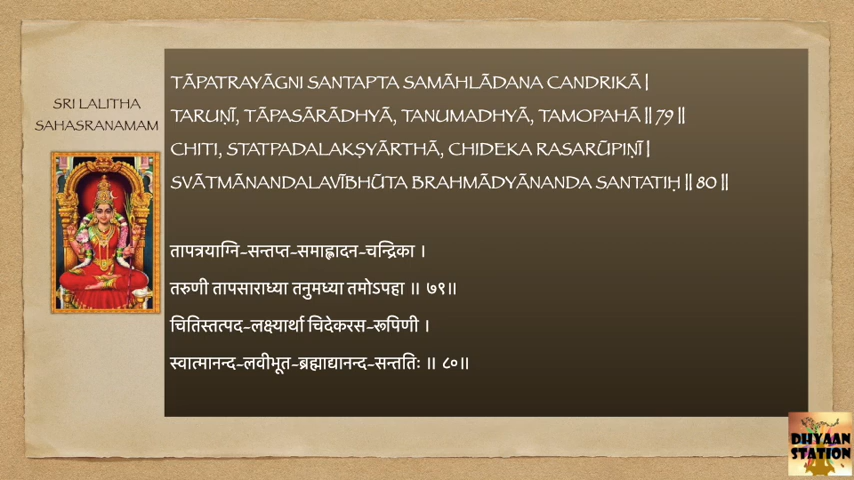 SRI LALITHA
SAHASRANAMAM
TĀPATRAYĀGNI SANTAPTA SAMĀHLĀDANA CANDRIKĀ |
TARUṆĪ, TĀPASĀRĀDHYĀ, TANUMADHYĀ, TAMOPAHĀ || 79 ||
CHITI, STATPADALAKṢYĀRTHĀ, CHIDEKA RASARŪPIṆĪ |
SVĀTMĀNANDALAVĪBHŪTA BRAHMĀDYĀNANDA SANTATIḤ || 80 ||
तापत्रयाग्नि-सन्तप्त-समाह्लादन-चन्द्रिका ।
तरुणी तापसाराध्या तनुमध्या तमोऽपहा ॥ ७९॥
चितिस्तत्पद-लक्ष्यार्था चिदेकरस-रूपिणी ।
स्वात्मानन्द-लवीभूत-ब्रह्माद्यानन्द-सन्ततिः ॥ ८०॥
DHYAAN
STATION